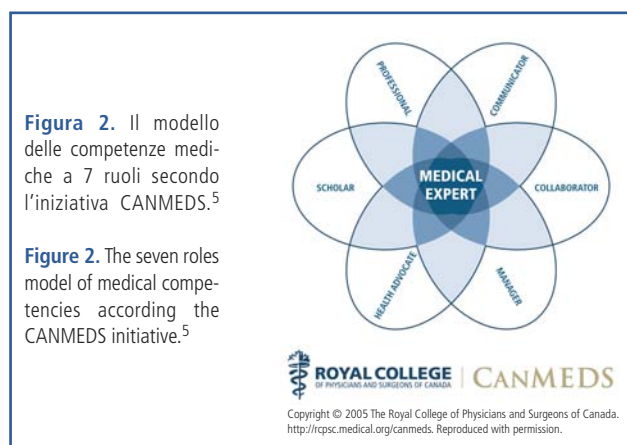 Figura 2. Il modello
delle competenze medi-
che a 7 ruoli secondo
l'iniziativa CANMEDS.5
Figure 2. The seven roles
model of medical compe-
tencies according the
CANMEDS initiative.5
PROFESSIONAL
COMMUNICATOR
SCHOLAR
MEDICAL
EXPERT
COLLABORATOR
HEALTH ADVOCATE
MANAGER
ROYAL COLLEGE
OF PHYSICIANS AND SURGEONS OF CANADA
CANMEDS
Copyright © 2005 The Royal College of Physicians and Surgeons of Canada.
http://rcpsc.medical.org/canmeds. Reproduced with permission.